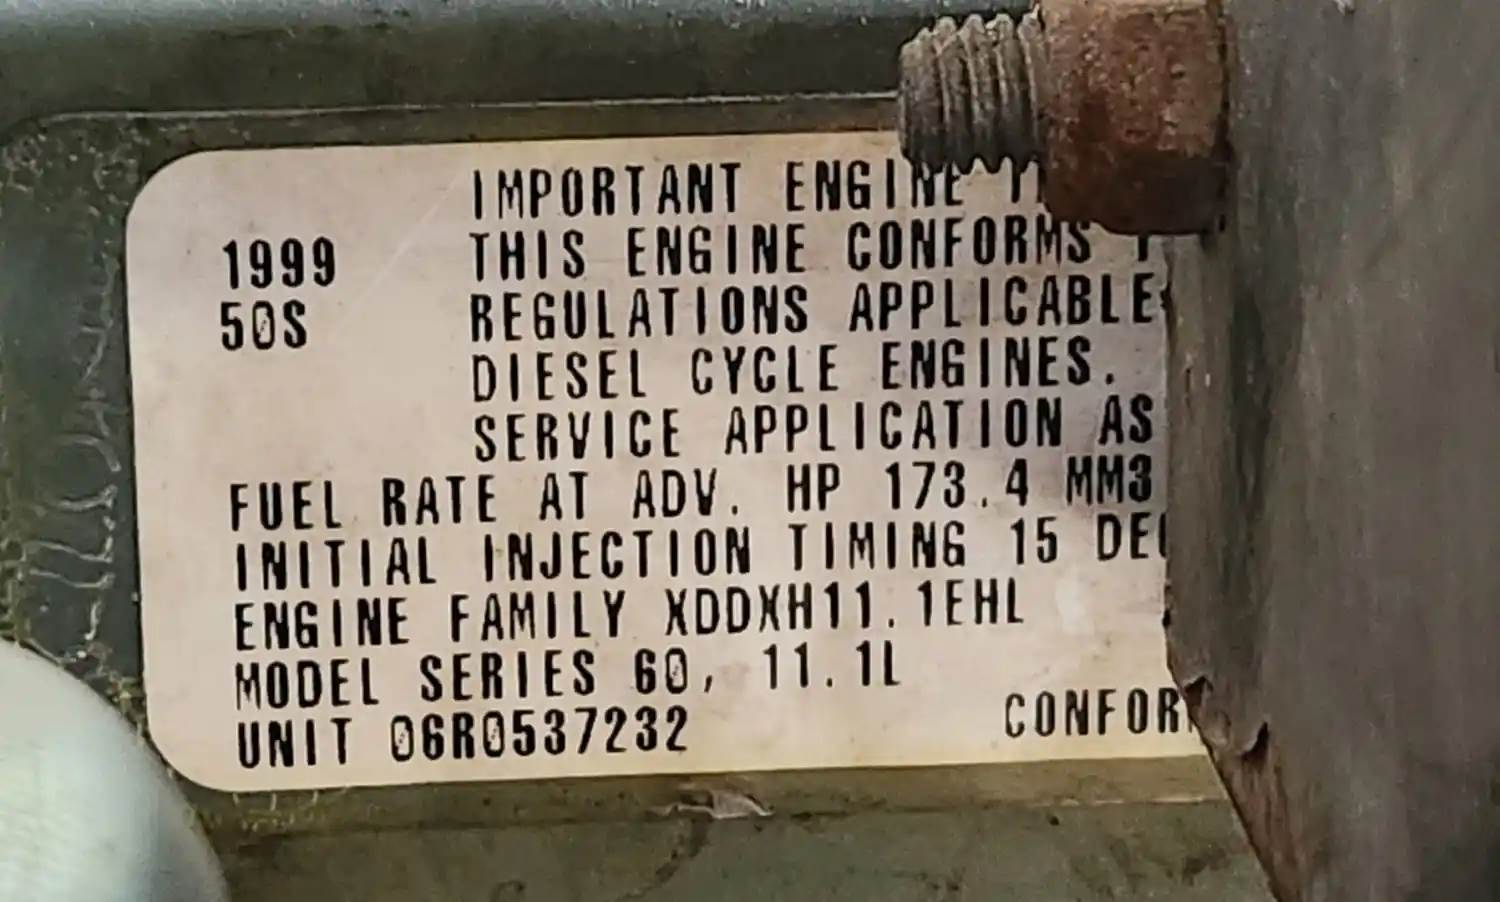 IMPORTANT ENGINE
1999 THIS ENGINE CONFORMS
50S REGULATIONS APPLICABLE
DIESEL CYCLE ENGINES.
SERVICE APPLICATION AS
FUEL RATE AT ADV. HP 173.4 MM3
INITIAL INJECTION TIMING 15
ENGINE FAMILY XDDXH11.1EHL
MODEL SERIES 60, 11.1L
UNIT 06R0537232